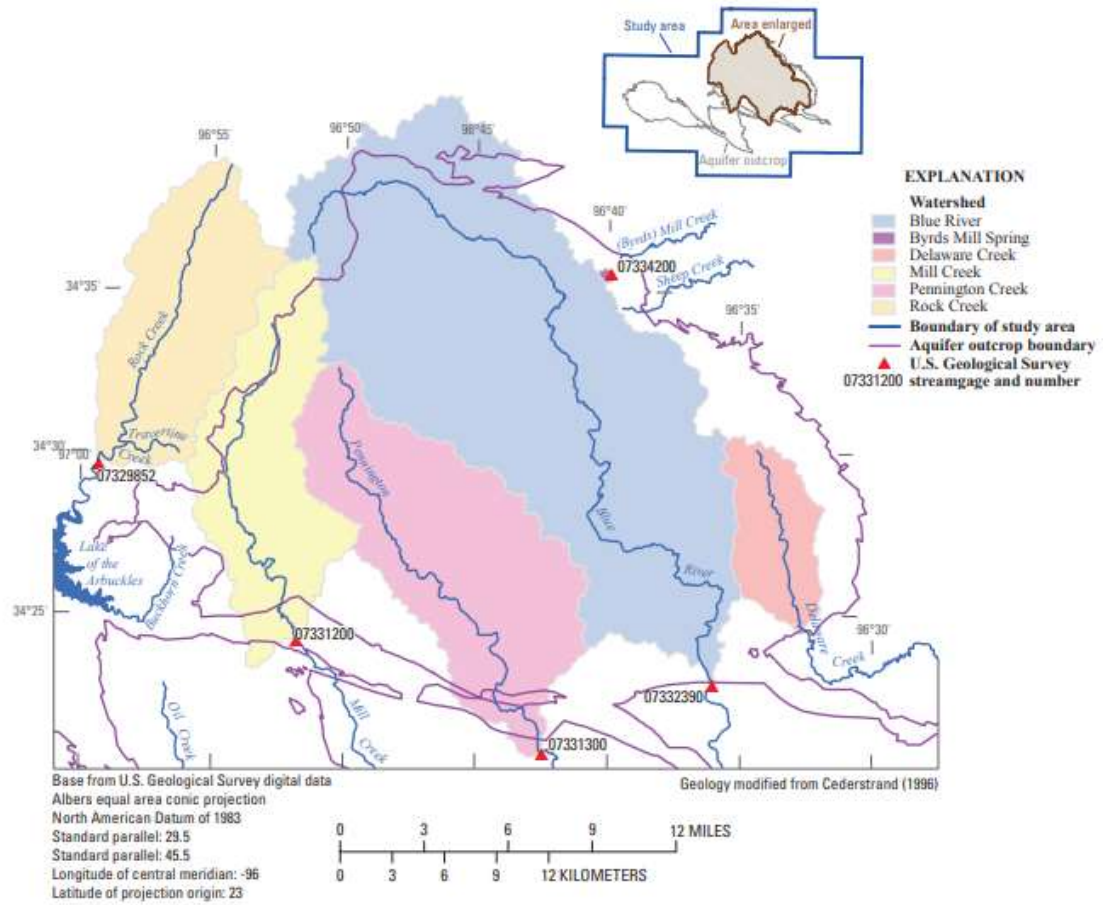 Study area
Area enlarged
Aquifer outcrop
96°55'
96°50'
96°45'
96°40'
96°35'
34°35'
34°30'
97°00'
34°25'
96°30'
(Byrds) Mill Creek
07334200
Sheep Creek
Rock Creek
Travertine
Creek
07329852
Pennington
Blue
River
Lake
of the
Arbuckles
Buckhorn Creek
07331200
Delaware
Creek
07332390
Oil Creek
Mill
Creek
07331300
EXPLANATION
Watershed
Blue River
Byrds Mill Spring
Delaware Creek
Mill Creek
Pennington Creek
Rock Creek
Boundary of study area
Aquifer outcrop boundary
U.S. Geological Survey
07331200 streamgage and number
Base from U.S. Geological Survey digital data
Albers equal area conic projection
North American Datum of 1983
Standard parallel: 29.5
Standard parallel: 45.5
Longitude of central meridian: -96
Latitude of projection origin: 23
Geology modified from Cederstrand (1996)
0 3 6 9 12 MILES
0 3 6 9 12 KILOMETERS